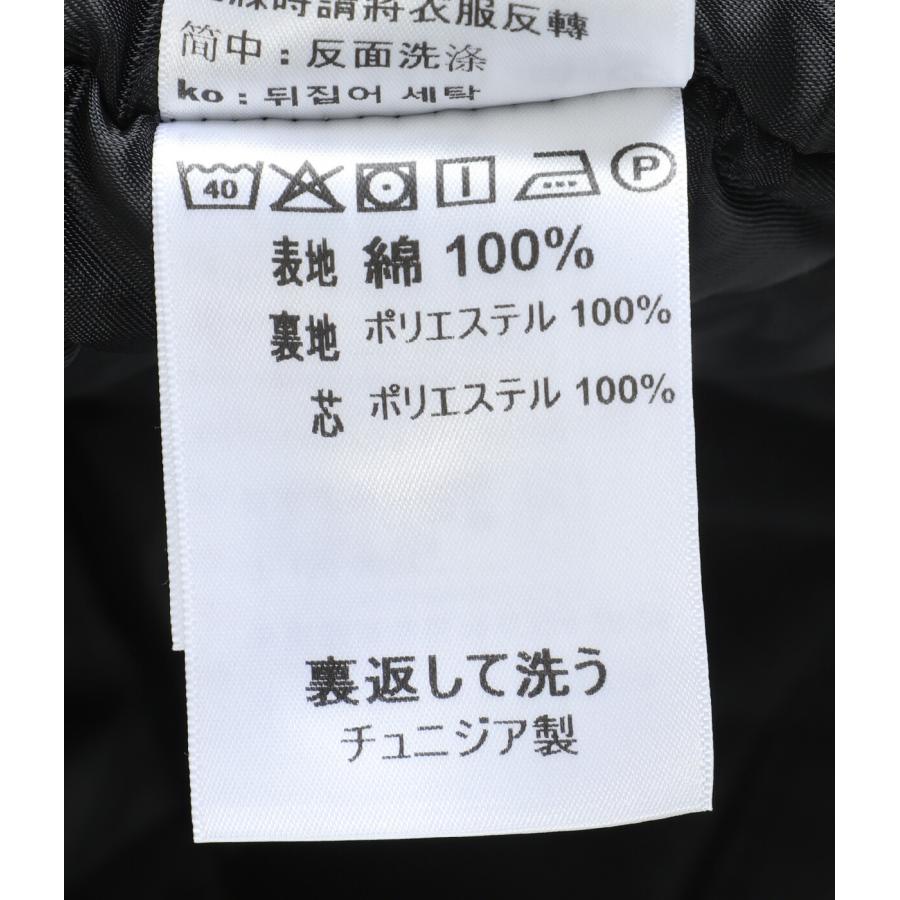 時請將衣服反轉
简中 : 反面洗涤
ko : 뒤집어 세탁
40 P
表地 綿 100%
裏地 ポリエステル 100%
芯 ポリエステル 100%
裏返して洗う
チュニジア製